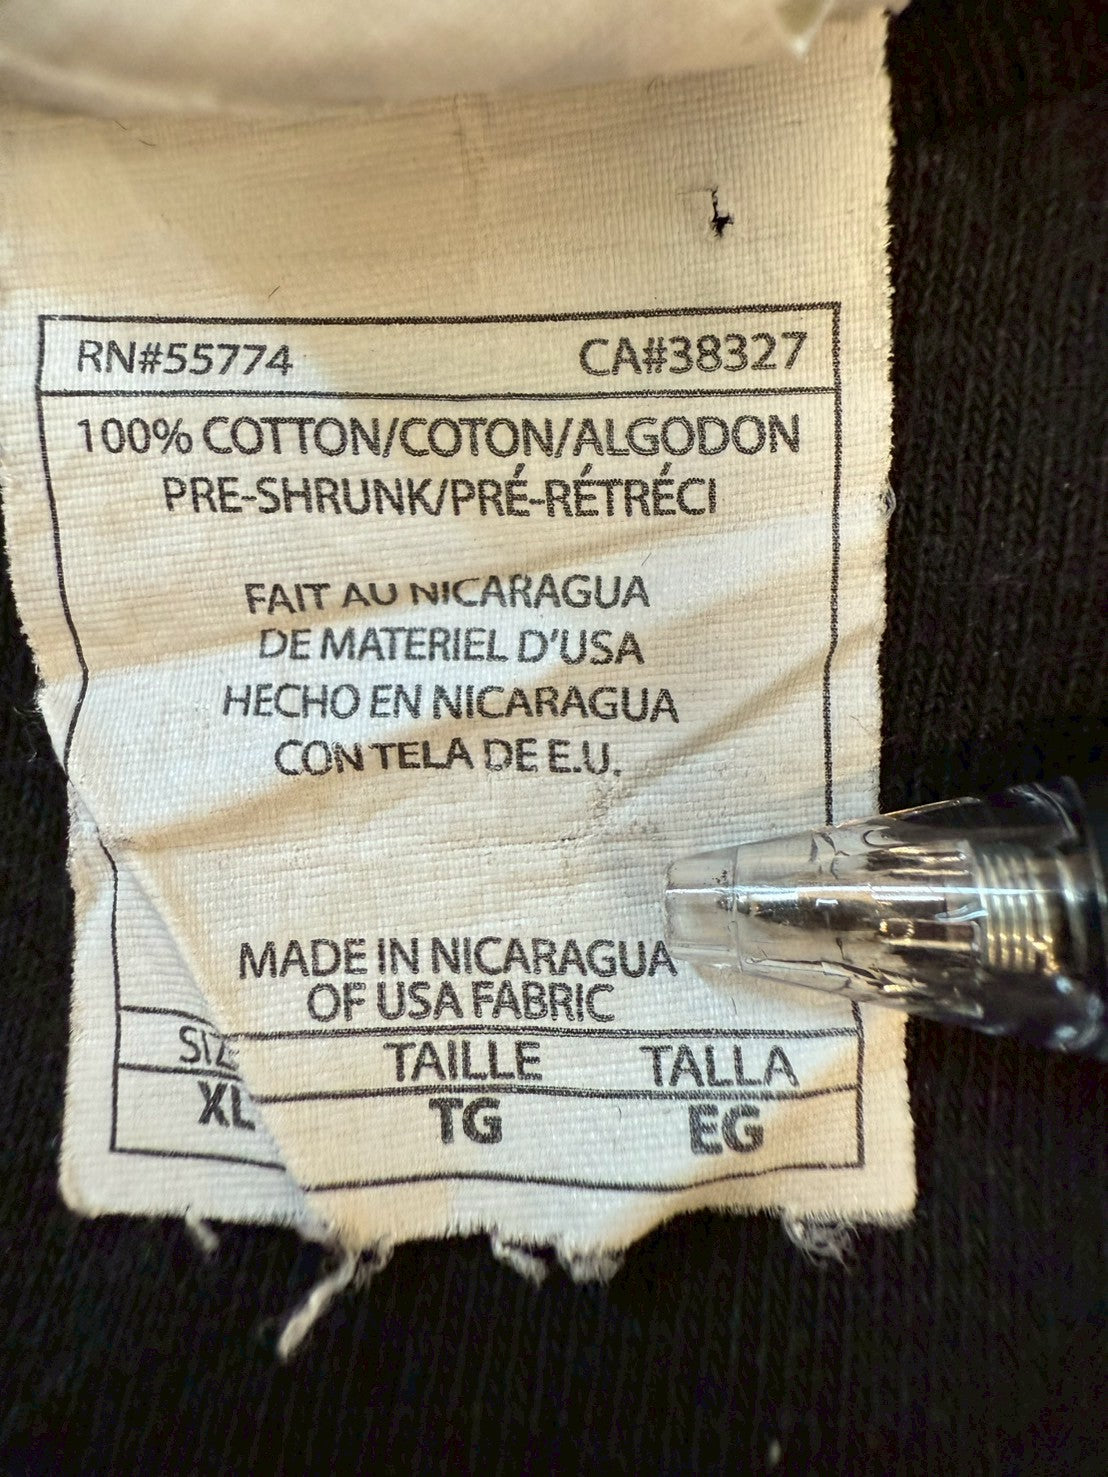 RN#55774 CA#38327
100% COTTON/COTON/ALGODON
PRE-SHRUNK/PRÉ-RÉTRÉCI
FAIT AU NICARAGUA
DE MATERIEL D'USA
HECHO EN NICARAGUA
CON TELA DE E.U.
MADE IN NICARAGUA
OF USA FABRIC
SIZE TAILLE TALLA
XL TG EG